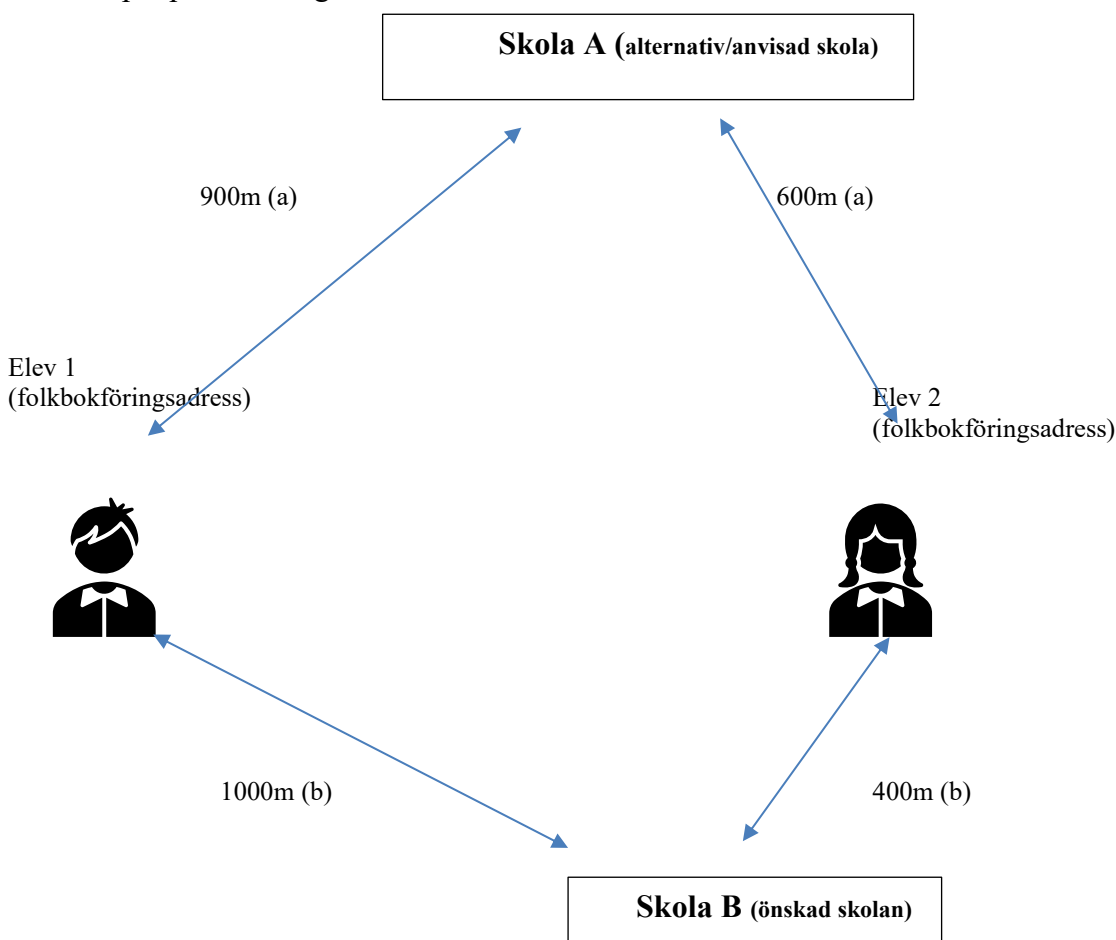 Skola A (alternativ/anvisad skola)
900m (a)
600m (a)
Elev 1
(folkbokföringsadress)
Elev 2
(folkbokföringsadress)
1000m (b)
400m (b)
Skola B (önskad skolan)